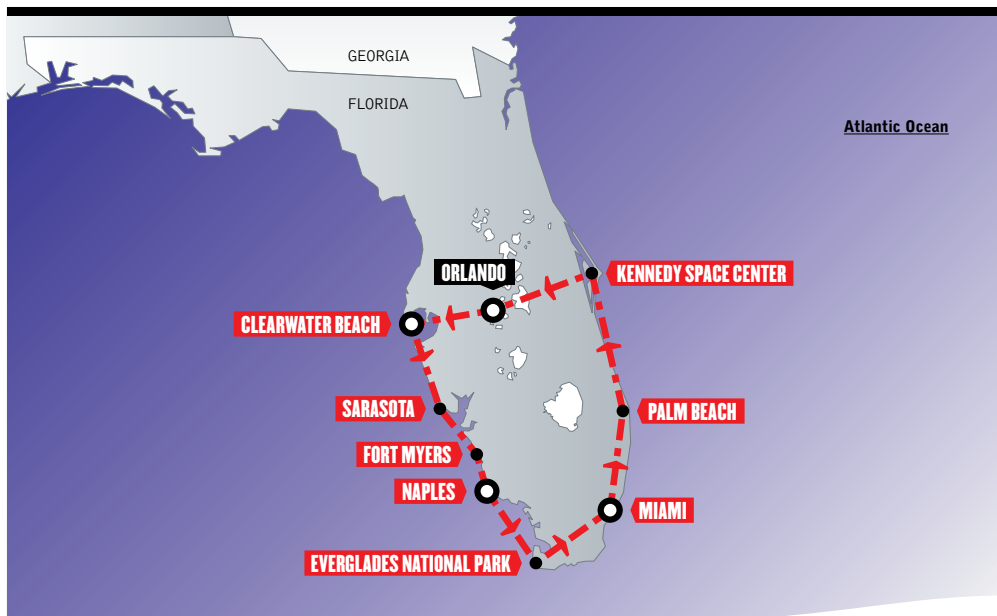 GEORGIA
FLORIDA
Atlantic Ocean
ORLANDO
KENNEDY SPACE CENTER
CLEARWATER BEACH
SARASOTA
PALM BEACH
FORT MYERS
NAPLES
MIAMI
EVERGLADES NATIONAL PARK